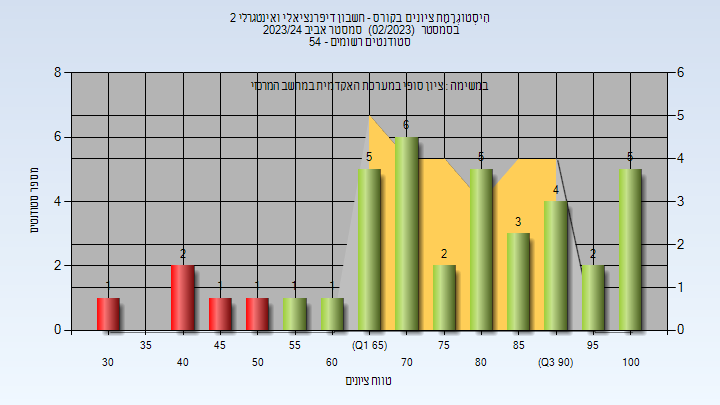 היסטוגרמת ציונים בקורס - חשבון דיפרנציאלי ואינטגרלי 2
בסמסטר (02/2023) סמסטר אביב 2023/24
סטודנטים רשומים - 54
במשימה : ציון סופי במערכת האקדמית במחשב המרכזי
8 6 4 2 0
מספר סטודנטים
6 5 4 3 2 1 0
1 2 1 1 1 1 5 6 2 5 3 4 2 5
35 45 55 (Q1 65) 75 85 95
30 40 50 60 70 80 (Q3 90) 100
טווח ציונים